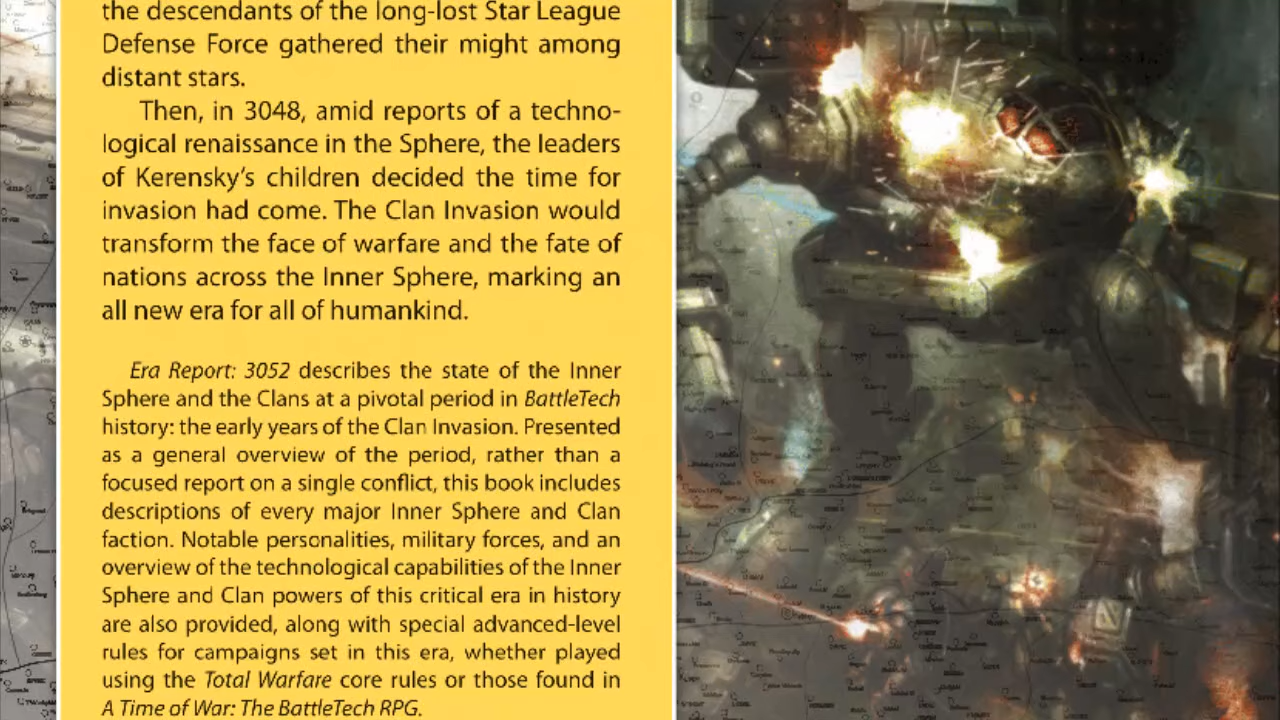 the descendants of the long-lost Star League
Defense Force gathered their might among
distant stars.
Then, in 3048, amid reports of a techno-
logical renaissance in the Sphere, the leaders
of Kerensky's children decided the time for
invasion had come. The Clan Invasion would
transform the face of warfare and the fate of
nations across the Inner Sphere, marking an
all new era for all of humankind.
Era Report: 3052 describes the state of the Inner
Sphere and the Clans at a pivotal period in BattleTech
history: the early years of the Clan Invasion. Presented
as a general overview of the period, rather than a
focused report on a single conflict, this book includes
descriptions of every major Inner Sphere and Clan
faction. Notable personalities, military forces, and an
overview of the technological capabilities of the Inner
Sphere and Clan powers of this critical era in history
are also provided, along with special advanced-level
rules for campaigns set in this era, whether played
using the Total Warfare core rules or those found in
A Time of War: The BattleTech RPG.